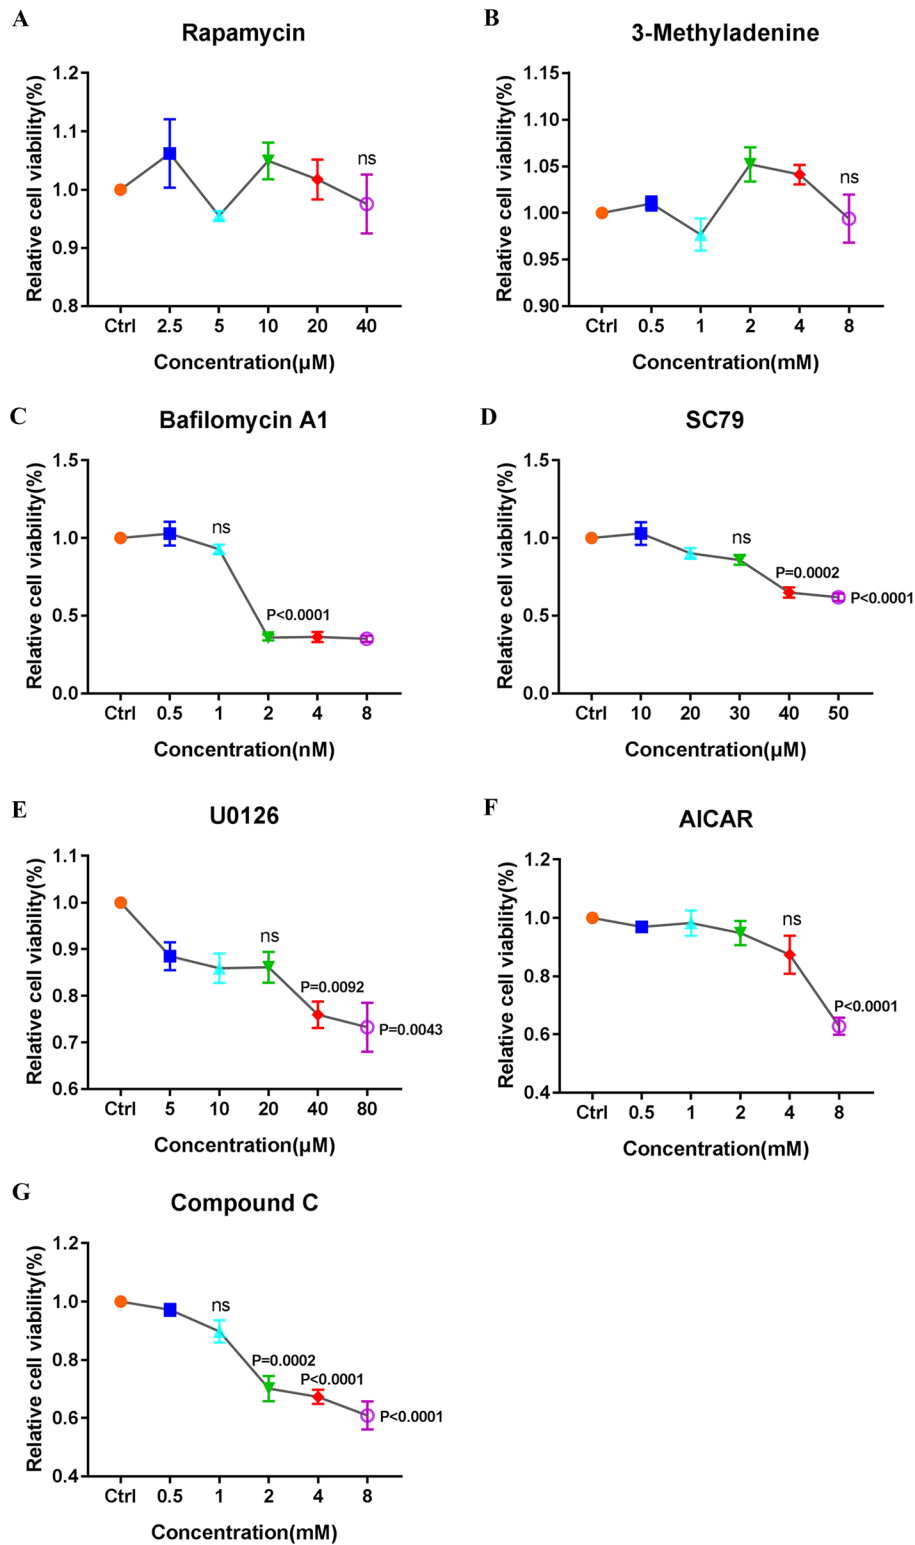 A
Rapamycin
Relative cell viability(%)
1.2
1.1
1.0
0.9
0.8
ns
Ctrl 2.5 5 10 20 40
Concentration(µM)
B
3-Methyladenine
Relative cell viability(%)
1.15
1.10
1.05
1.00
0.95
0.90
ns
Ctrl 0.5 1 2 4 8
Concentration(mM)
C
Bafilomycin A1
Relative cell viability(%)
1.5
1.0
0.5
0.0
ns
P<0.0001
Ctrl 0.5 1 2 4 8
Concentration(nM)
D
SC79
Relative cell viability(%)
1.5
1.0
0.5
0.0
ns
P=0.0002
P<0.0001
Ctrl 10 20 30 40 50
Concentration(µM)
E
U0126
Relative cell viability(%)
1.1
1.0
0.9
0.8
0.7
0.6
ns
P=0.0092
P=0.0043
Ctrl 5 10 20 40 80
Concentration(µM)
F
AICAR
Relative cell viability(%)
1.2
1.0
0.8
0.6
0.4
ns
P<0.0001
Ctrl 0.5 1 2 4 8
Concentration(mM)
G
Compound C
Relative cell viability(%)
1.2
1.0
0.8
0.6
0.4
ns
P=0.0002
P<0.0001
P<0.0001
Ctrl 0.5 1 2 4 8
Concentration(mM)